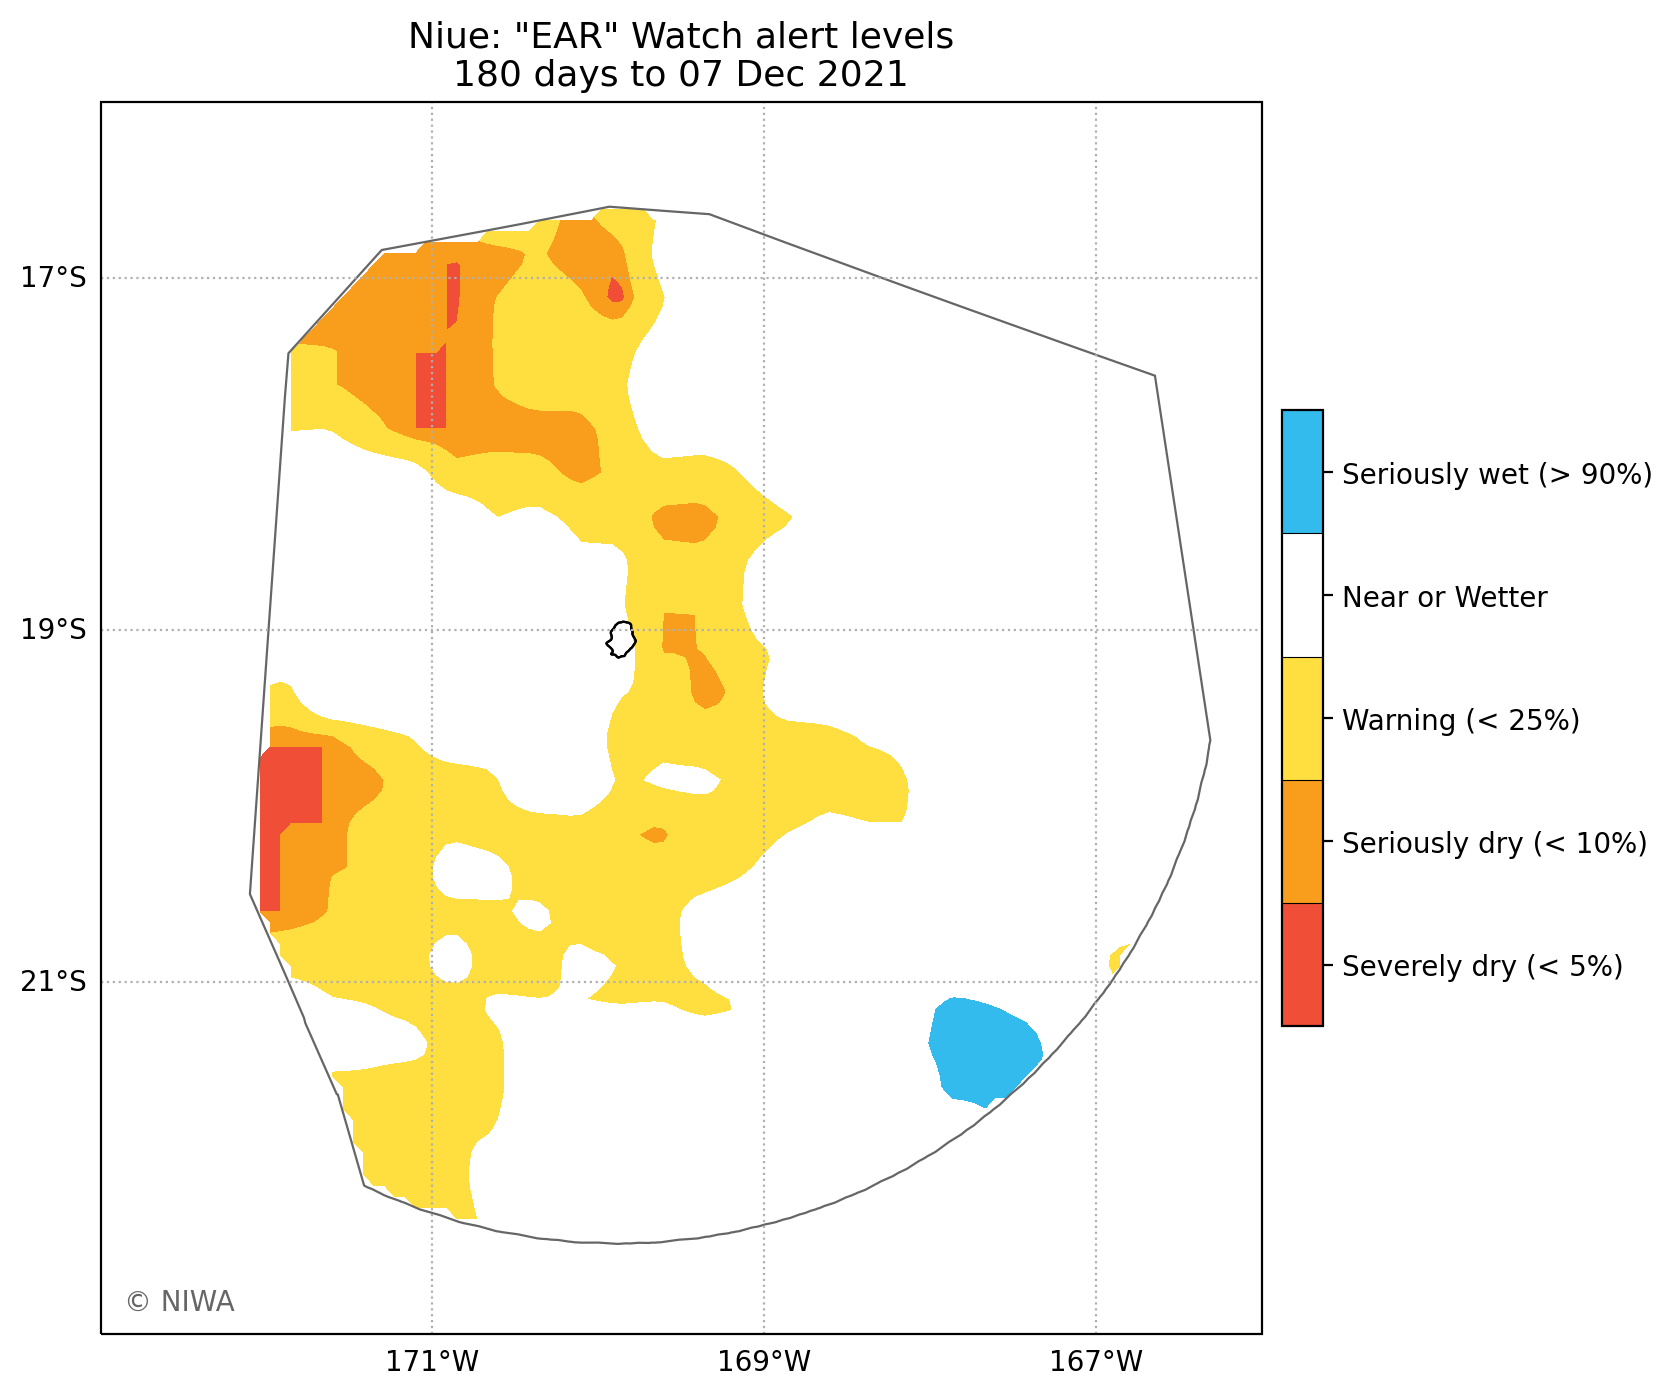 Niue: "EAR" Watch alert levels
180 days to 07 Dec 2021
17°S
19°S
21°S
171°W
169°W
167°W
Seriously wet (> 90%)
Near or Wetter
Warning (< 25%)
Seriously dry (< 10%)
Severely dry (< 5%)
© NIWA